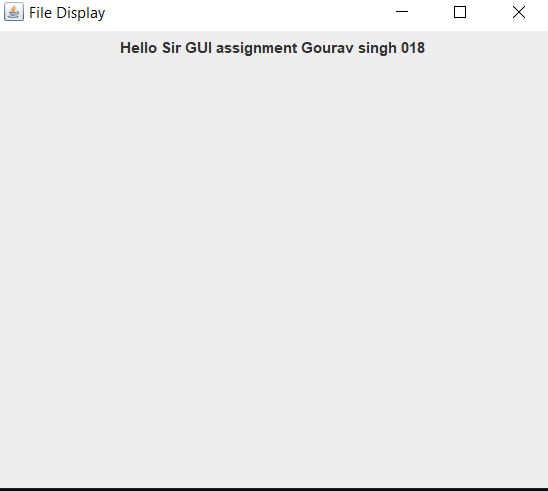 File Display
Hello Sir GUI assignment Gourav singh 018